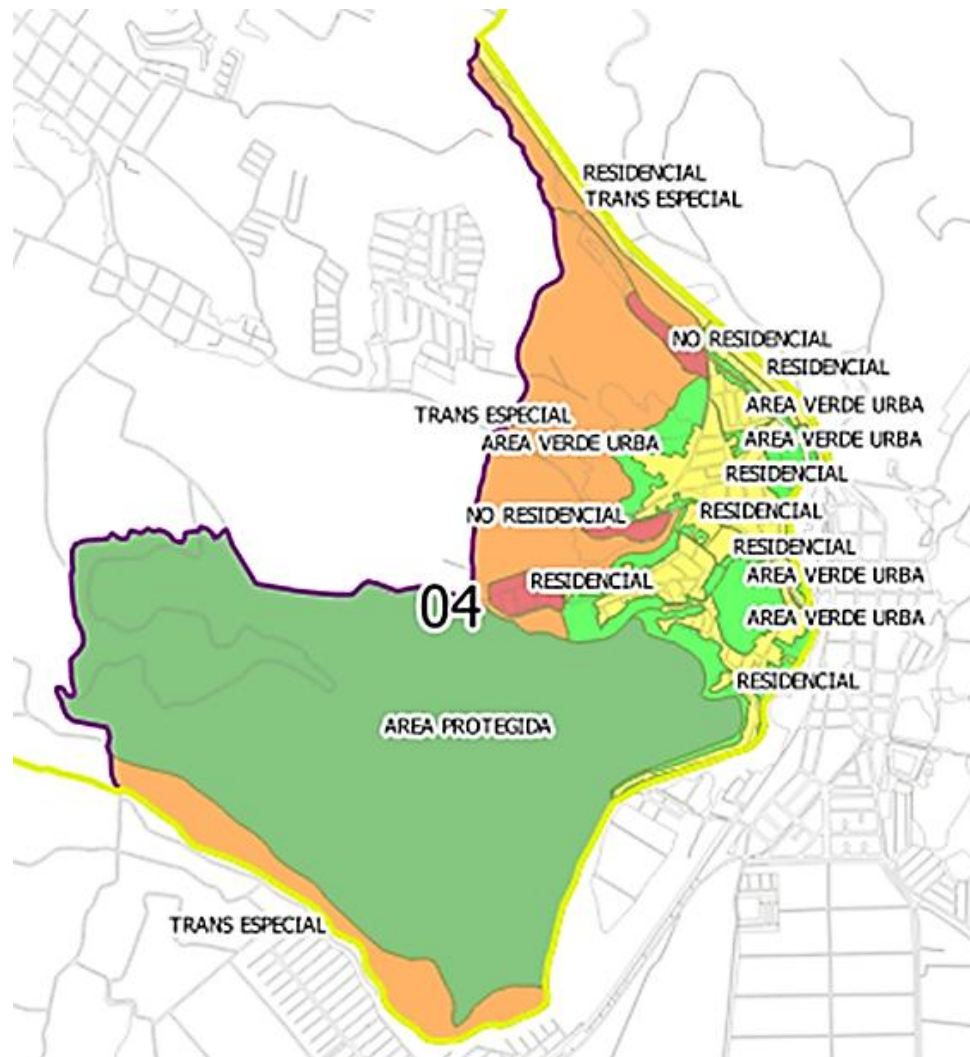 RESIDENCIAL
TRANS ESPECIAL
NO RESIDENCIAL
RESIDENCIAL
AREA VERDE URBA
TRANS ESPECIAL
AREA VERDE URBA
AREA VERDE URBA
RESIDENCIAL
NO RESIDENCIAL
RESIDENCIAL
RESIDENCIAL
RESIDENCIAL
AREA VERDE URBA
04
AREA VERDE URBA
RESIDENCIAL
AREA PROTEGIDA
TRANS ESPECIAL